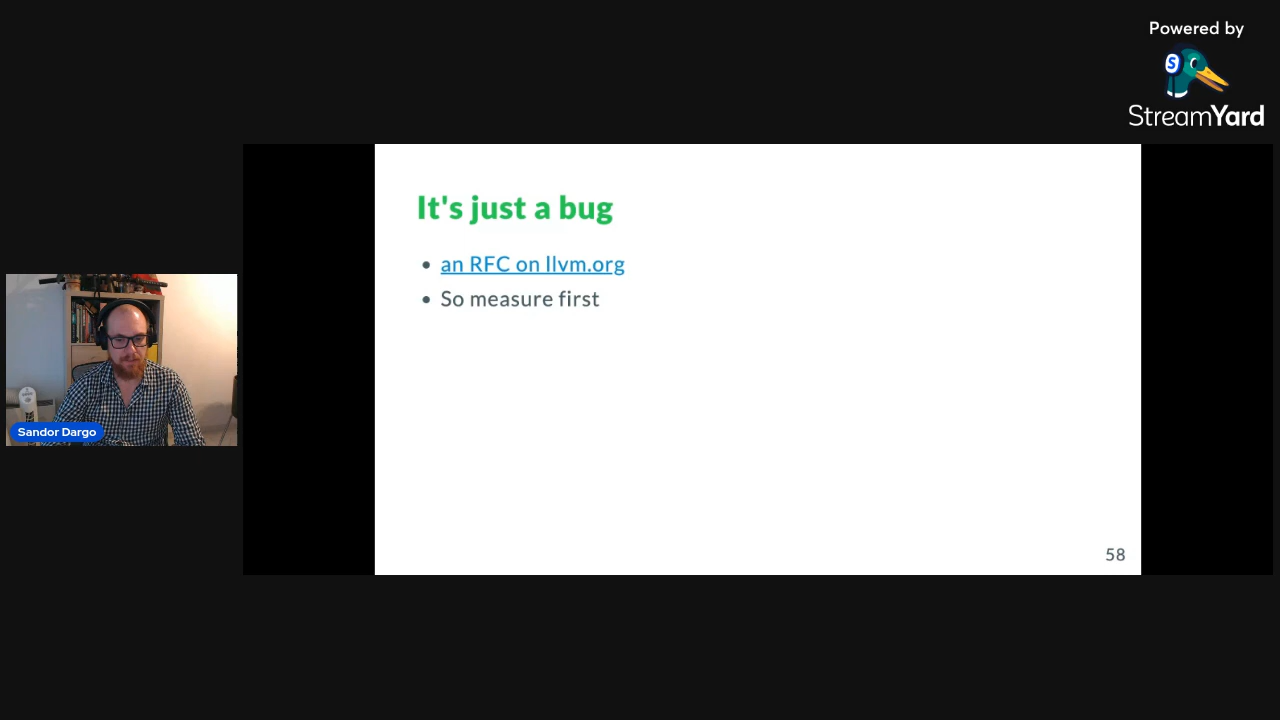 Powered by
StreamYard
It's just a bug
an RFC on llvm.org
So measure first
Sandor Dargo
58